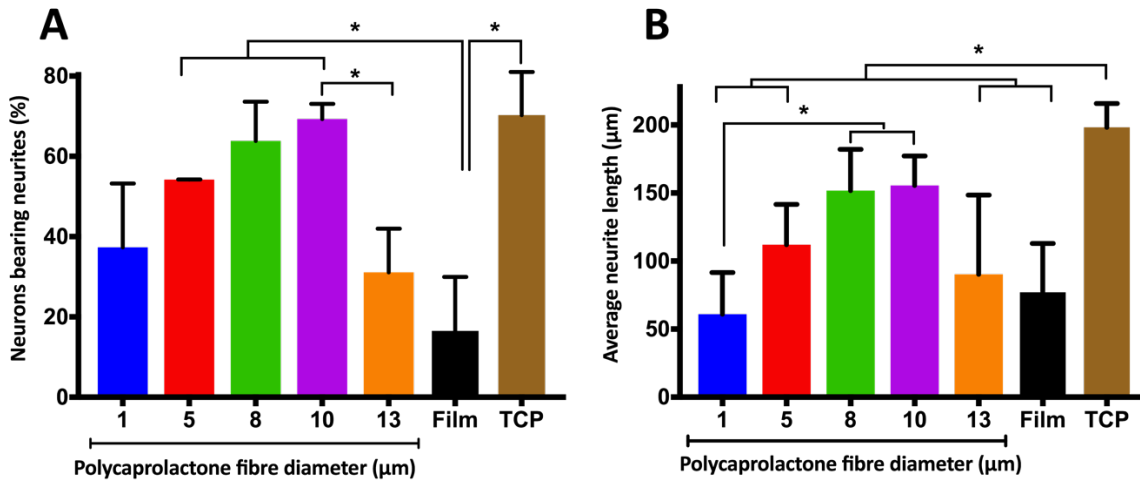 A
Neurons bearing neurites (%)
80
60
40
20
0
* *
*
1 5 8 10 13 Film TCP
Polycaprolactone fibre diameter (µm)
B
Average neurite length (µm)
200
150
100
50
0
*
*
1 5 8 10 13 Film TCP
Polycaprolactone fibre diameter (µm)